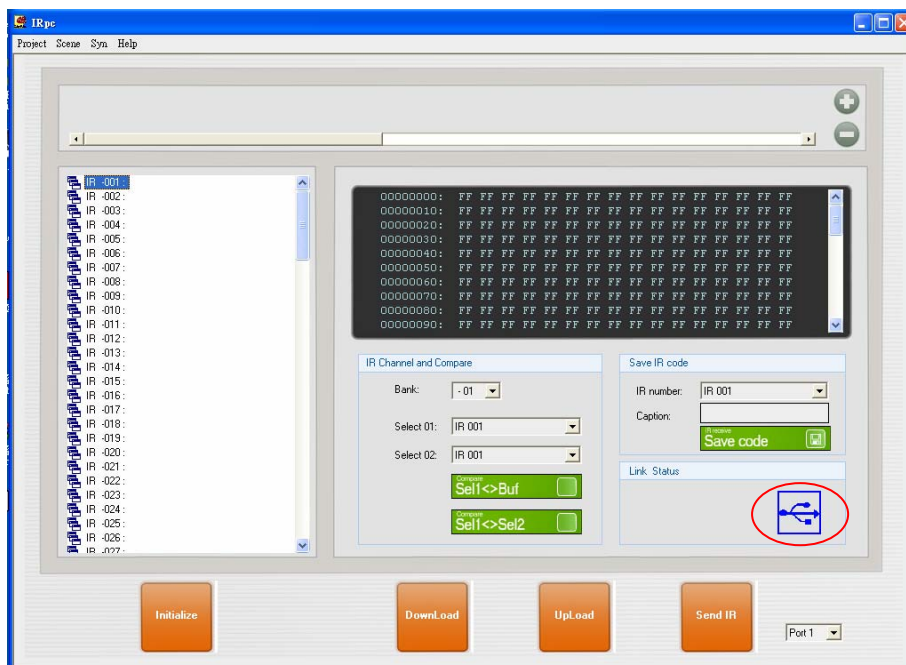 IRpc
Project Scene Syn Help
IR -001 :
IR -002 :
IR -003 :
IR -004 :
IR -005 :
IR -006 :
IR -007 :
IR -008 :
IR -009 :
IR -010 :
IR -011 :
IR -012 :
IR -013 :
IR -014 :
IR -015 :
IR -016 :
IR -017 :
IR -018 :
IR -019 :
IR -020 :
IR -021 :
IR -022 :
IR -023 :
IR -024 :
IR -025 :
IR -026 :
IR -027 :
00000000: FF FF FF FF FF FF FF FF FF FF FF FF FF FF FF FF
00000010: FF FF FF FF FF FF FF FF FF FF FF FF FF FF FF FF
00000020: FF FF FF FF FF FF FF FF FF FF FF FF FF FF FF FF
00000030: FF FF FF FF FF FF FF FF FF FF FF FF FF FF FF FF
00000040: FF FF FF FF FF FF FF FF FF FF FF FF FF FF FF FF
00000050: FF FF FF FF FF FF FF FF FF FF FF FF FF FF FF FF
00000060: FF FF FF FF FF FF FF FF FF FF FF FF FF FF FF FF
00000070: FF FF FF FF FF FF FF FF FF FF FF FF FF FF FF FF
00000080: FF FF FF FF FF FF FF FF FF FF FF FF FF FF FF FF
00000090: FF FF FF FF FF FF FF FF FF FF FF FF FF FF FF FF
IR Channel and Compare
Bank: - 01
Select 01: IR 001
Select 02: IR 001
Compare
Sel1<>Buf
Compare
Sel1<>Sel2
Save IR code
IR number: IR 001
Caption:
IR receive
Save code
Link Status
Initialize
DownLoad
UpLoad
Send IR
Port 1